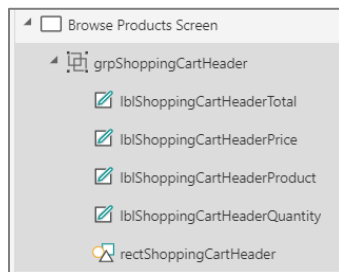 Browse Products Screen
grpShoppingCartHeader
lblShoppingCartHeaderTotal
lblShoppingCartHeaderPrice
lblShoppingCartHeaderProduct
lblShoppingCartHeaderQuantity
rectShoppingCartHeader